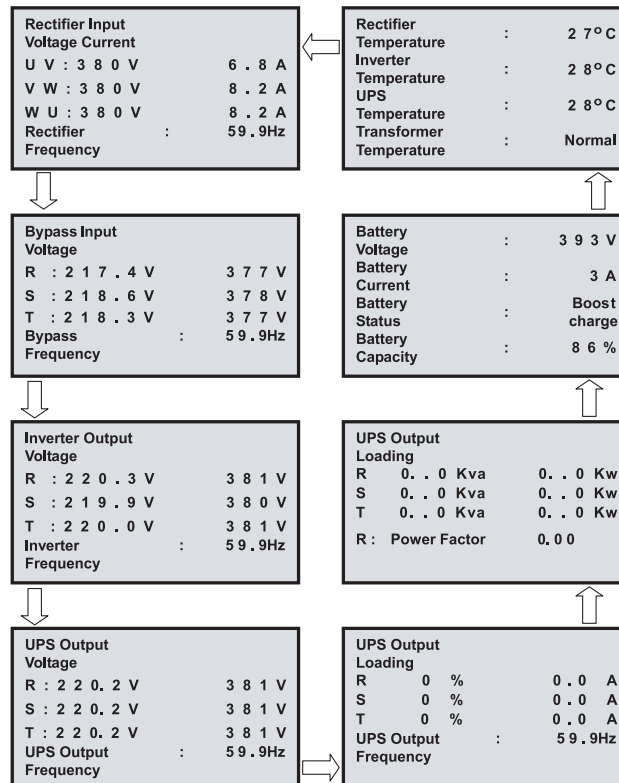 Rectifier Input
Voltage Current
U V : 3 8 0 V 6 . 8 A
V W : 3 8 0 V 8 . 2 A
W U : 3 8 0 V 8 . 2 A
Rectifier : 59.9Hz
Frequency
Bypass Input
Voltage
R : 2 1 7 . 4 V 3 7 7 V
S : 2 1 8 . 6 V 3 7 8 V
T : 2 1 8 . 3 V 3 7 7 V
Bypass : 59.9Hz
Frequency
Inverter Output
Voltage
R : 2 2 0 . 3 V 3 8 1 V
S : 2 1 9 . 9 V 3 8 0 V
T : 2 2 0 . 0 V 3 8 1 V
Inverter : 59.9Hz
Frequency
UPS Output
Voltage
R : 2 2 0. 2 V 3 8 1 V
S : 2 2 0. 2 V 3 8 1 V
T : 2 2 0. 2 V 3 8 1 V
UPS Output : 59.9Hz
Frequency
UPS Output
Loading
R 0 % 0 . 0 A
S 0 % 0 . 0 A
T 0 % 0 . 0 A
UPS Output : 59.9Hz
Frequency
UPS Output
Loading
R 0. . 0 Kva 0. . 0 Kw
S 0. . 0 Kva 0. . 0 Kw
T 0. . 0 Kva 0. . 0 Kw
R : Power Factor 0.00
Battery
Voltage : 3 9 3 V
Battery
Current : 3 A
Battery Boost
Status : charge
Battery
Capacity : 8 6 %
Rectifier
Temperature : 2 7°C
Inverter
Temperature : 2 8°C
UPS
Temperature : 2 8°C
Transformer
Temperature : Normal